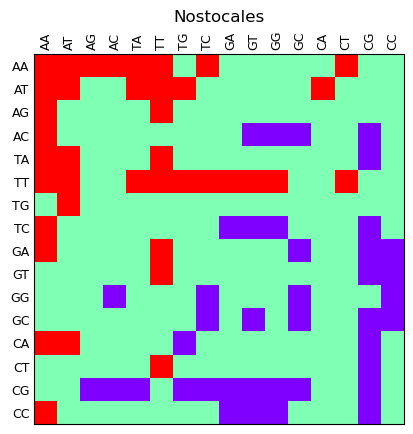 Nostocales
AA AT AG AC TA TT TG TC GA GT GG GC CA CT CG CC
AA
AT
AG
AC
TA
TT
TG
TC
GA
GT
GG
GC
CA
CT
CG
CC